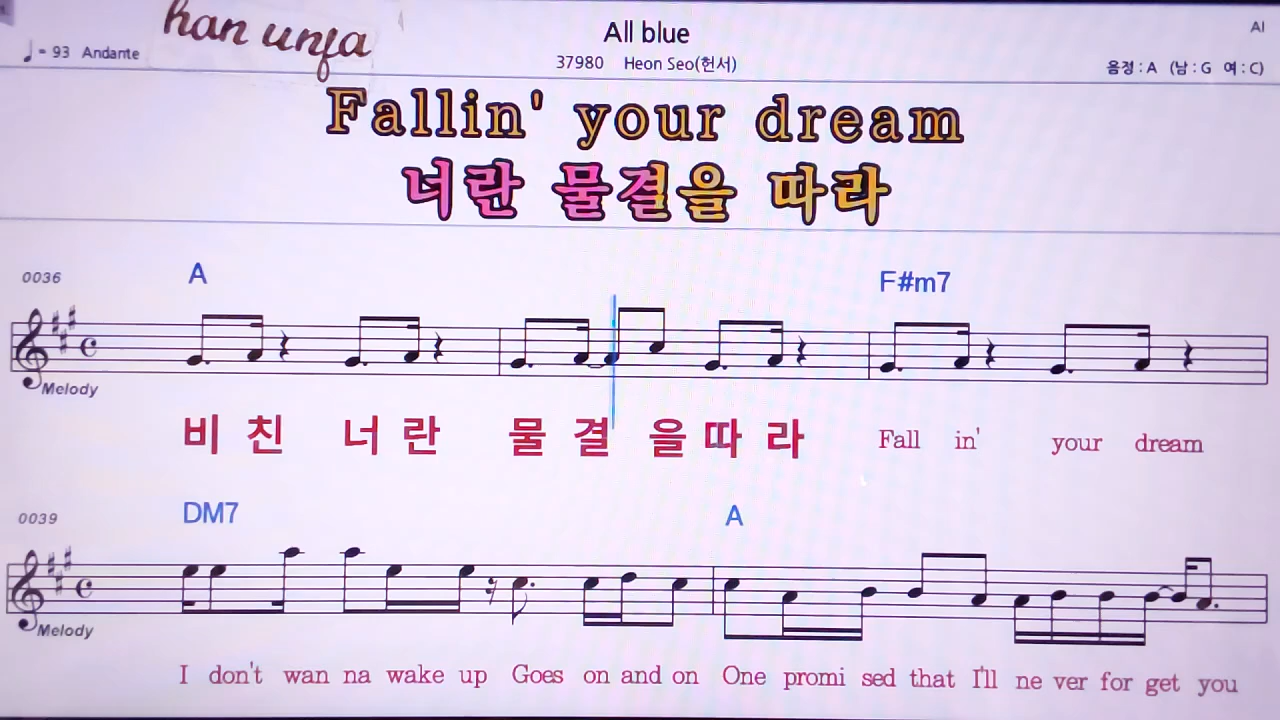 han unja
All blue
AI
♩= 93 Andante
37980 Heon Seo(헌서)
음정 : A (남 : G 여 : C)
Fallin' your dream
너란 물결을 따라
0036
A
F#m7
Melody
비 친 너 란 물 결 을 따 라 Fall in' your dream
0039
DM7
A
Melody
I don't wan na wake up Goes on and on One promi sed that I'll ne ver for get you